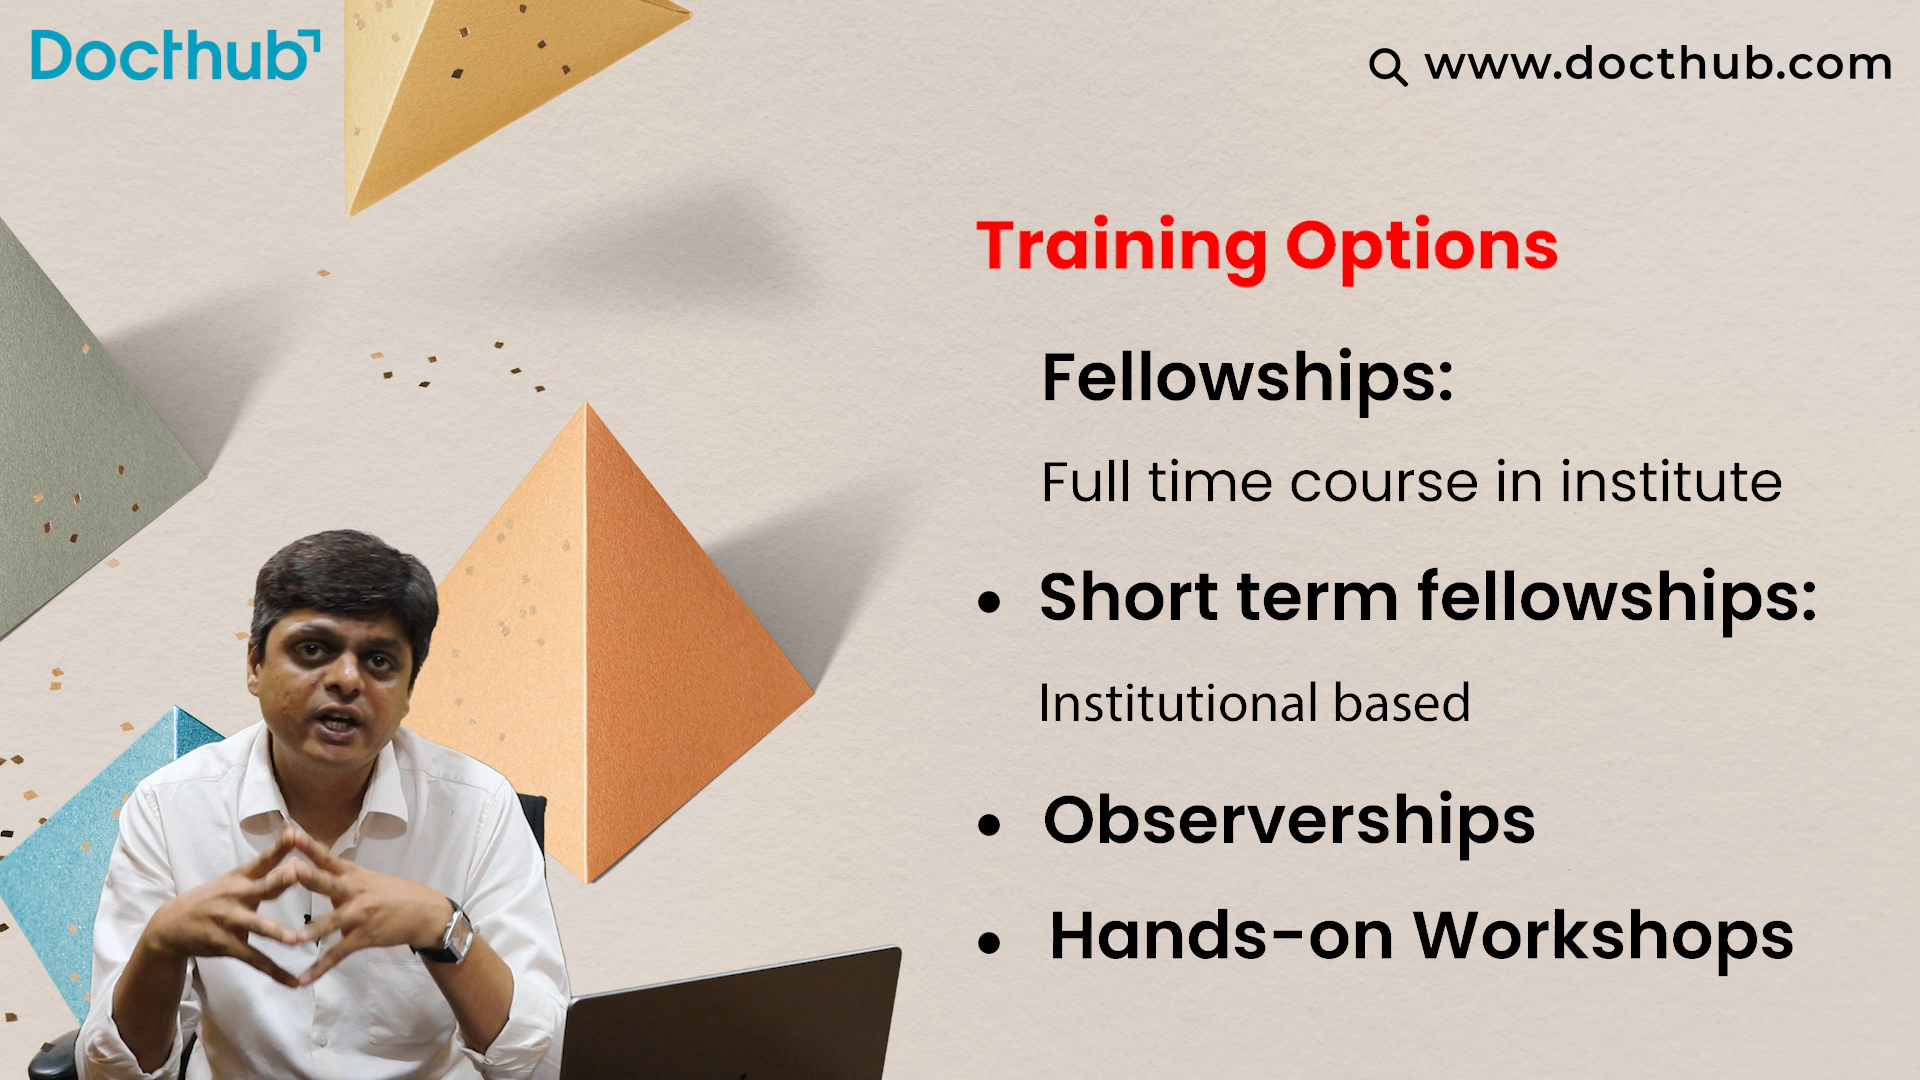 Docthub
www.docthub.com
Training Options
Fellowships:
Full time course in institute
• Short term fellowships:
Institutional based
• Observerships
• Hands-on Workshops